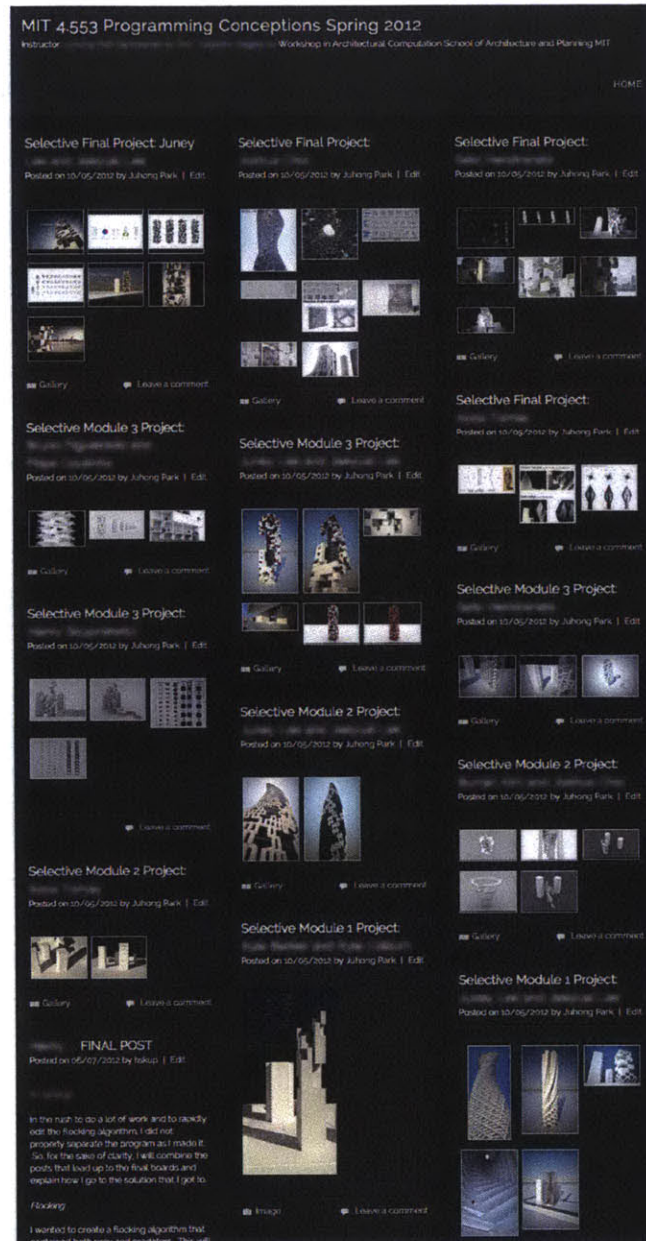 MIT 4.553 Programming Conceptions Spring 2012
Instructor Workshop in Architectural Computation School of Architecture and Planning MIT
HOME
Selective Final Project: Juney
Posted on 10/05/2012 by Juhong Park | Edit
Gallery Leave a comment
Selective Module 3 Project:
Posted on 10/05/2012 by Juhong Park | Edit
Gallery Leave a comment
Selective Module 3 Project:
Posted on 10/05/2012 by Juhong Park | Edit
Leave a comment
Selective Module 2 Project:
Posted on 10/05/2012 by Juhong Park | Edit
Gallery Leave a comment
FINAL POST
Posted on 06/07/2012 by hakup | Edit
In the rush to do a lot of work and to rapidly
edit the flocking algorithm, I did not
properly separate the program as I made it.
So, for the sake of clarity, I will combine the
posts that lead up to the final boards and
explain how I go to the solution that I got to.
Flocking
I wanted to create a flocking algorithm that
Selective Final Project:
Posted on 10/05/2012 by Juhong Park | Edit
Gallery Leave a comment
Selective Module 3 Project:
Posted on 10/05/2012 by Juhong Park | Edit
Gallery Leave a comment
Selective Module 2 Project:
Posted on 10/05/2012 by Juhong Park | Edit
Gallery Leave a comment
Selective Module 1 Project:
Posted on 10/05/2012 by Juhong Park | Edit
Image Leave a comment
Selective Final Project:
Posted on 10/05/2012 by Juhong Park | Edit
Gallery Leave a comment
Selective Final Project:
Posted on 10/05/2012 by Juhong Park | Edit
Gallery Leave a comment
Selective Module 3 Project:
Posted on 10/05/2012 by Juhong Park | Edit
Gallery Leave a comment
Selective Module 2 Project:
Posted on 10/05/2012 by Juhong Park | Edit
Gallery Leave a comment
Selective Module 1 Project:
Posted on 10/05/2012 by Juhong Park | Edit